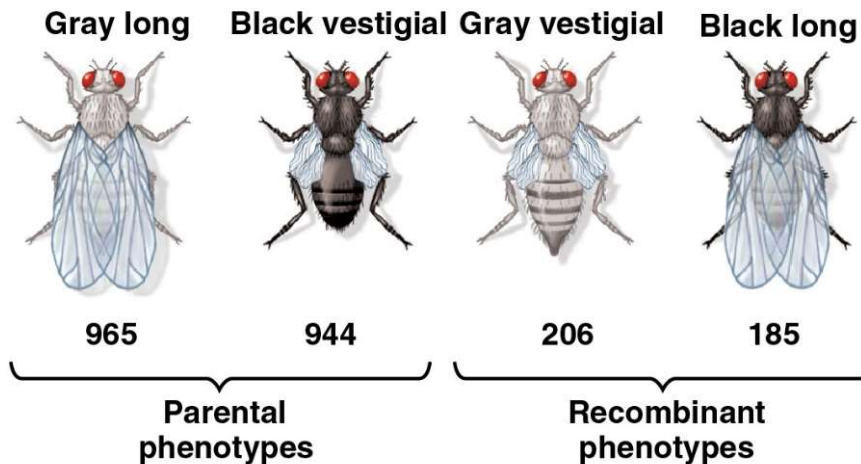 Gray long Black vestigial Gray vestigial Black long
965 944 206 185
Parental Recombinant
phenotypes phenotypes